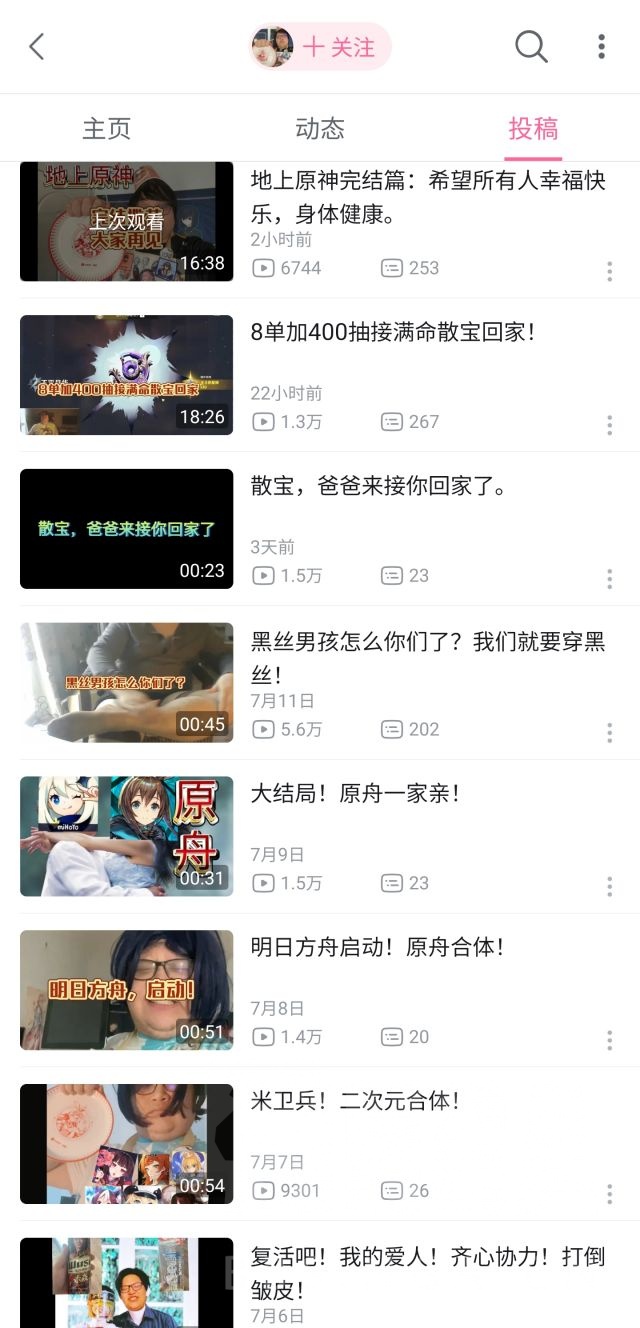 关注
主页
动态
投稿
地上原神
上次观看
大家再见
16:38
地上原神完结篇：希望所有人幸福快
乐，身体健康。
2小时前
6744
253
8单加400抽接满命散宝回家
18:26
8单加400抽接满命散宝回家！
22小时前
1.3万
267
散宝，爸爸来接你回家了
00:23
散宝，爸爸来接你回家了。
3天前
1.5万
23
黑丝男孩怎么你们了？
00:45
黑丝男孩怎么你们了？我们就要穿黑
丝！
7月11日
5.6万
202
miHoYo
原
舟
00:31
大结局！原舟一家亲！
7月9日
1.5万
23
明日方舟，启动！
00:51
明日方舟启动！原舟合体！
7月8日
1.4万
20
00:54
米卫兵！二次元合体！
7月7日
9301
26
复活吧！我的爱人！齐心协力！打倒
皱皮！
7月6日